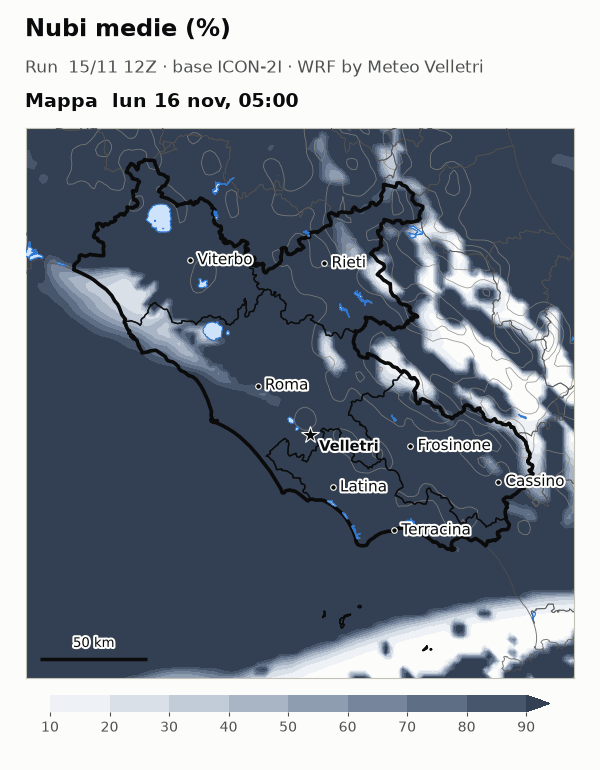 Nubi medie (%)
Run  15/11 12Z · base ICON-2I · WRF by Meteo Velletri
Mappa  lun 16 nov, 05:00
Viterbo
Rieti
Roma
Velletri
Frosinone
Latina
Cassino
Terracina
50 km
10 20 30 40 50 60 70 80 90